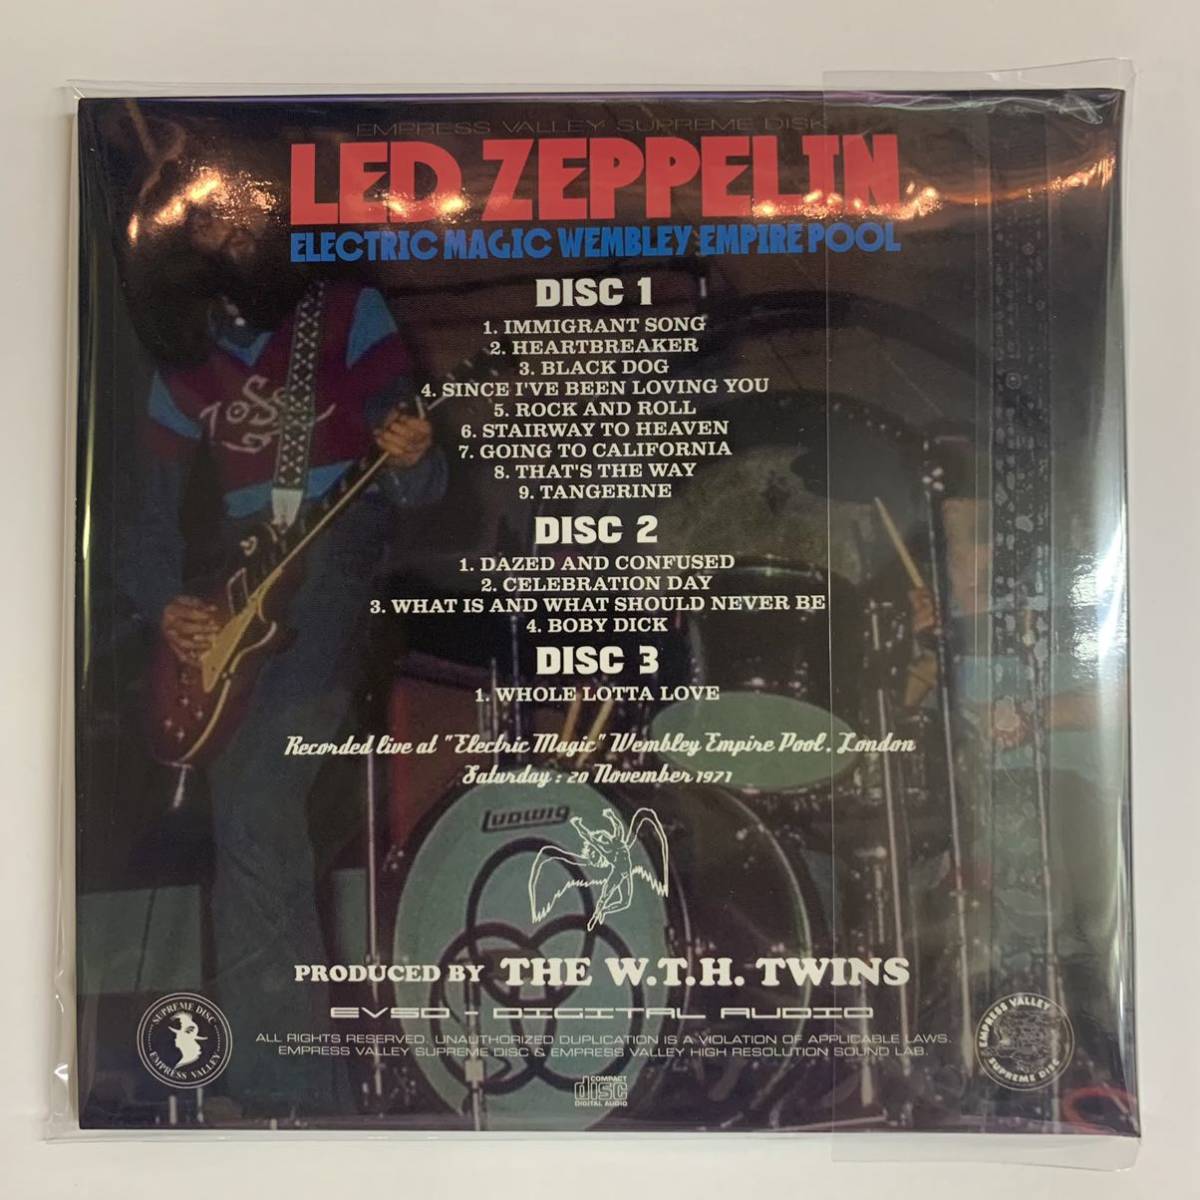 EMPRESS VALLEY SUPREME DISK
LED ZEPPELIN
ELECTRIC MAGIC WEMBLEY EMPIRE POOL
DISC 1
1. IMMIGRANT SONG
2. HEARTBREAKER
3. BLACK DOG
4. SINCE I'VE BEEN LOVING YOU
5. ROCK AND ROLL
6. STAIRWAY TO HEAVEN
7. GOING TO CALIFORNIA
8. THAT'S THE WAY
9. TANGERINE
DISC 2
1. DAZED AND CONFUSED
2. CELEBRATION DAY
3. WHAT IS AND WHAT SHOULD NEVER BE
4. BOBY DICK
DISC 3
1. WHOLE LOTTA LOVE
Recorded live at "Electric Magic" Wembley Empire Pool, London
Saturday : 20 November 1971
LUDWIG
PRODUCED BY THE W.T.H. TWINS
EVSD - DIGITAL AUDIO
SUPREME DISC
EMPRESS VALLEY
ALL RIGHTS RESERVED. UNAUTHORIZED DUPLICATION IS A VIOLATION OF APPLICABLE LAWS.
EMPRESS VALLEY SUPREME DISC & EMPRESS VALLEY HIGH RESOLUTION SOUND LAB.
EMPRESS VALLEY
SUPREME DISC
COMPACT
disc
DIGITAL AUDIO